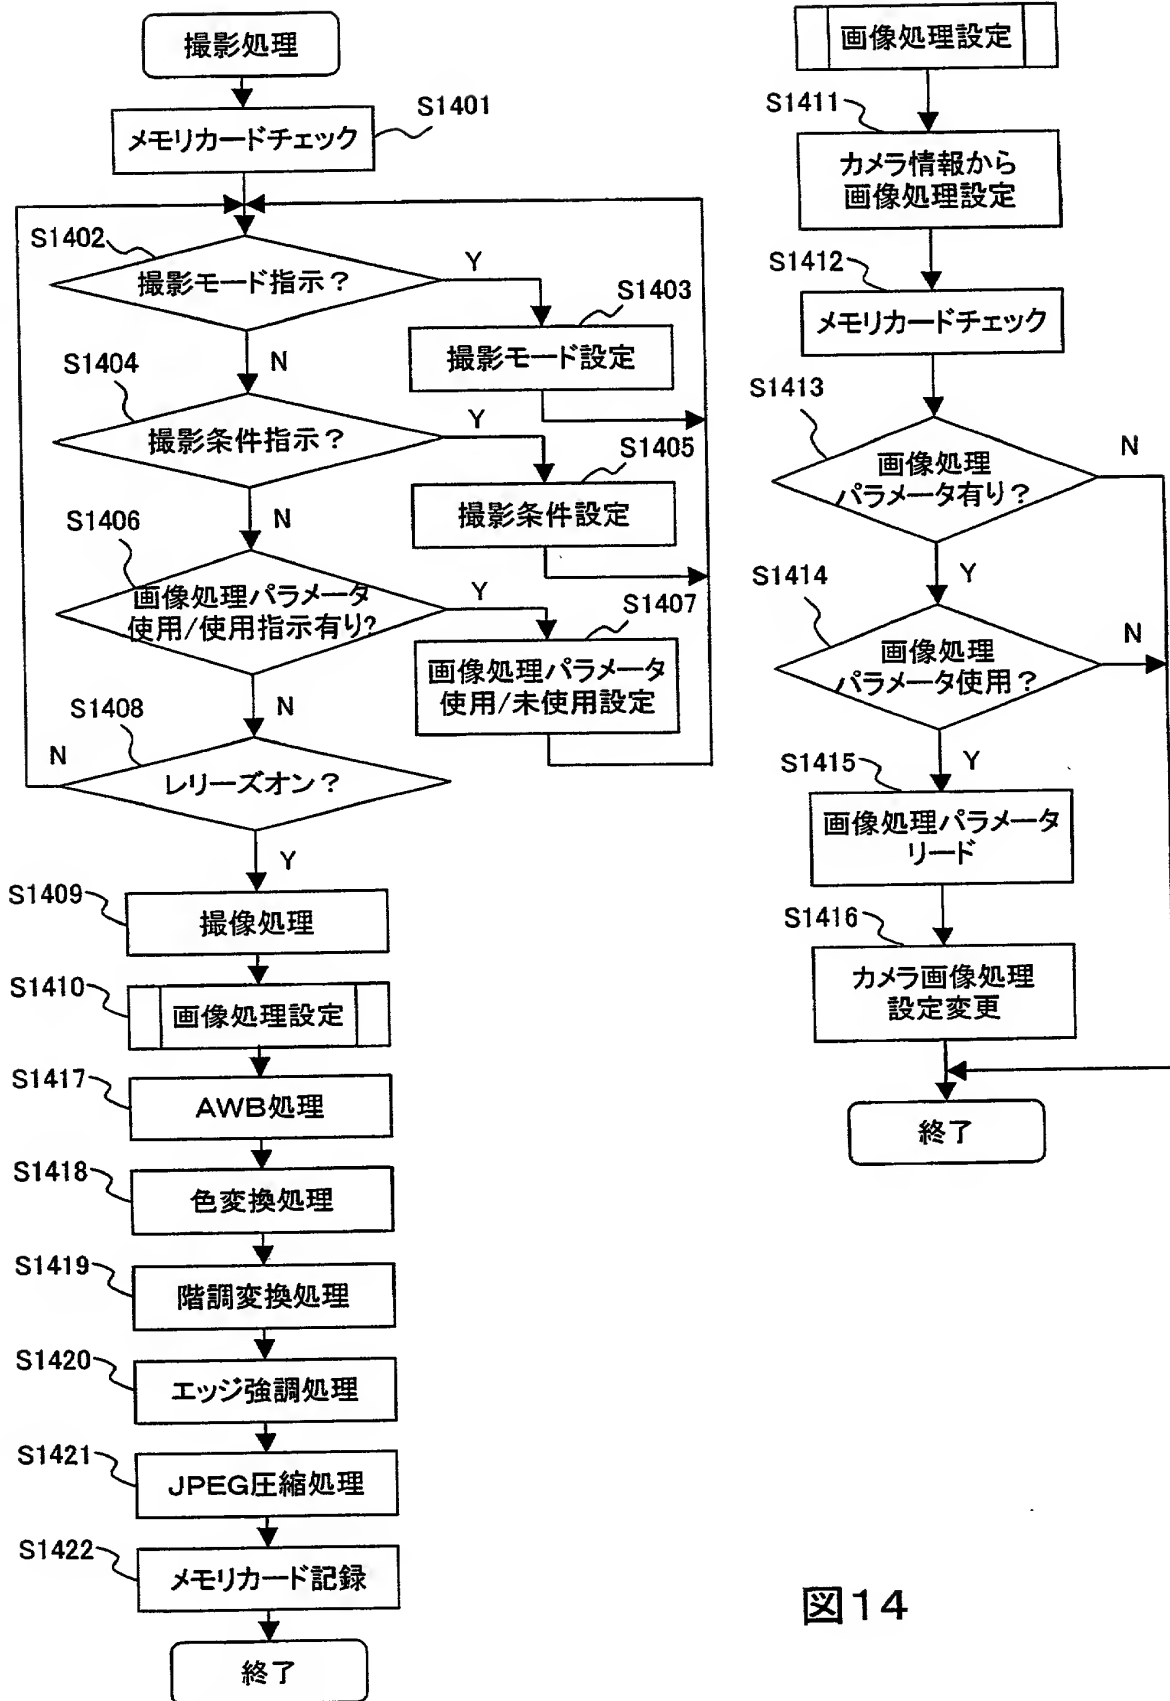 撮影処理
S1401
メモリカードチェック
S1402
撮影モード指示?
Y
S1403
撮影モード設定
N
S1404
撮影条件指示?
Y
S1405
撮影条件設定
N
S1406
画像処理パラメータ
使用/使用指示有り?
Y
S1407
画像処理パラメータ
使用/未使用設定
N
S1408
N
レリーズオン?
Y
S1409
撮像処理
S1410
画像処理設定
S1417
AWB処理
S1418
色変換処理
S1419
階調変換処理
S1420
エッジ強調処理
S1421
JPEG圧縮処理
S1422
メモリカード記録
終了
画像処理設定
S1411
カメラ情報から
画像処理設定
S1412
メモリカードチェック
S1413
画像処理
パラメータ有り?
N
Y
S1414
画像処理
パラメータ使用?
N
Y
S1415
画像処理パラメータ
リード
S1416
カメラ画像処理
設定変更
終了
図14